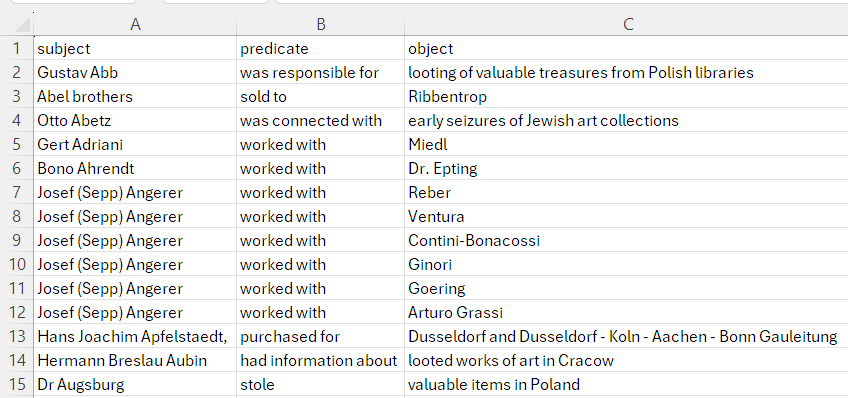 A B C
1 subject predicate object
2 Gustav Abb was responsible for looting of valuable treasures from Polish libraries
3 Abel brothers sold to Ribbentrop
4 Otto Abetz was connected with early seizures of Jewish art collections
5 Gert Adriani worked with Miedl
6 Bono Ahrendt worked with Dr. Epting
7 Josef (Sepp) Angerer worked with Reber
8 Josef (Sepp) Angerer worked with Ventura
9 Josef (Sepp) Angerer worked with Contini-Bonacossi
10 Josef (Sepp) Angerer worked with Ginori
11 Josef (Sepp) Angerer worked with Goering
12 Josef (Sepp) Angerer worked with Arturo Grassi
13 Hans Joachim Apfelstaedt, purchased for Dusseldorf and Dusseldorf - Koln - Aachen - Bonn Gauleitung
14 Hermann Breslau Aubin had information about looted works of art in Cracow
15 Dr Augsburg stole valuable items in Poland